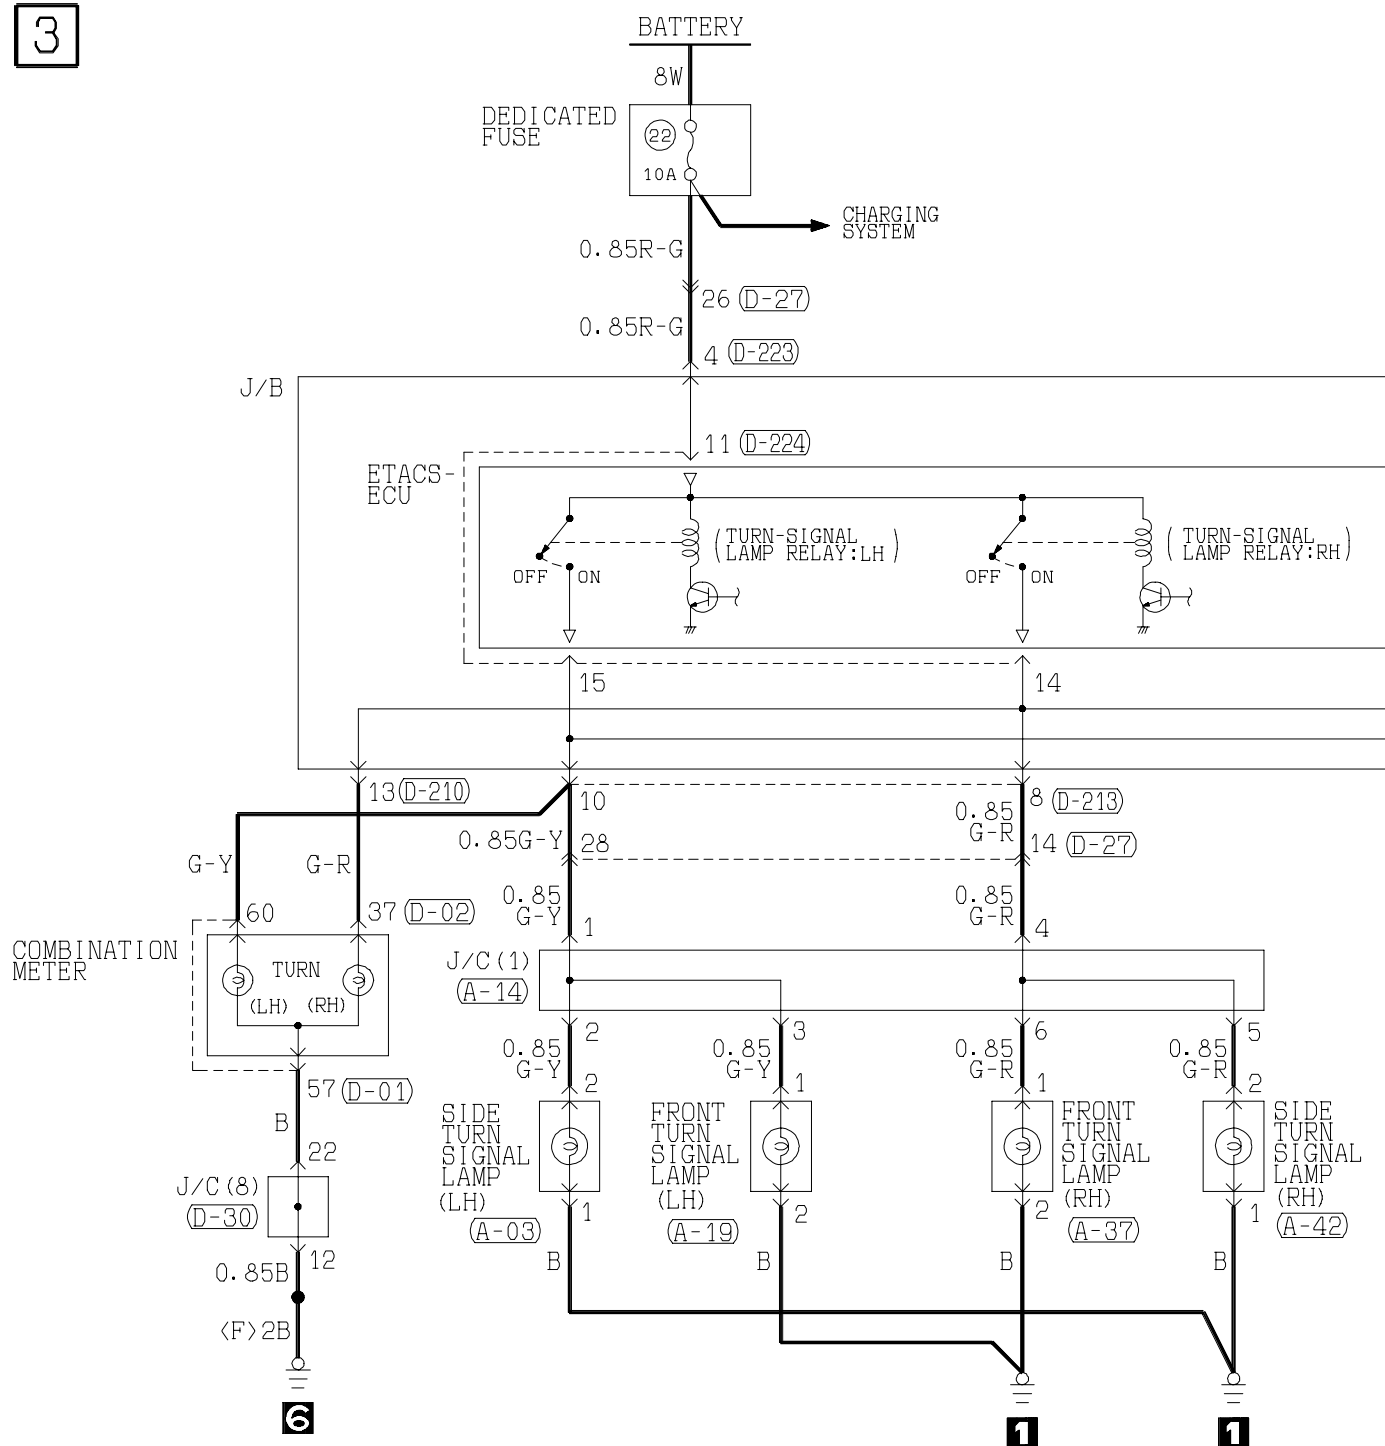 3
BATTERY
8W
DEDICATED
FUSE
22
10A
CHARGING
SYSTEM
0.85R-G
26 D-27
0.85R-G
4 D-223
J/B
11 D-224
ETACS-
ECU
(TURN-SIGNAL
LAMP RELAY:LH)
(TURN-SIGNAL
LAMP RELAY:RH)
OFF ON
OFF ON
15
14
13 D-210
10
8 D-213
0.85
G-R
0.85G-Y 28
14 D-27
G-Y
G-R
0.85
G-Y
0.85
G-R
60
37 D-02
1
4
COMBINATION
METER
TURN
(LH) (RH)
J/C(1)
A-14
2
3
6
5
0.85
G-Y
0.85
G-Y
0.85
G-R
0.85
G-R
57 D-01
2
1
1
2
B
22
SIDE
TURN
SIGNAL
LAMP
(LH)
FRONT
TURN
SIGNAL
LAMP
(LH)
FRONT
TURN
SIGNAL
LAMP
(RH)
SIDE
TURN
SIGNAL
LAMP
(RH)
J/C(8)
D-30
1
2
2
1
A-03
A-19
A-37
A-42
12
0.85B
B
B
B
B
<F>2B
6
1
1